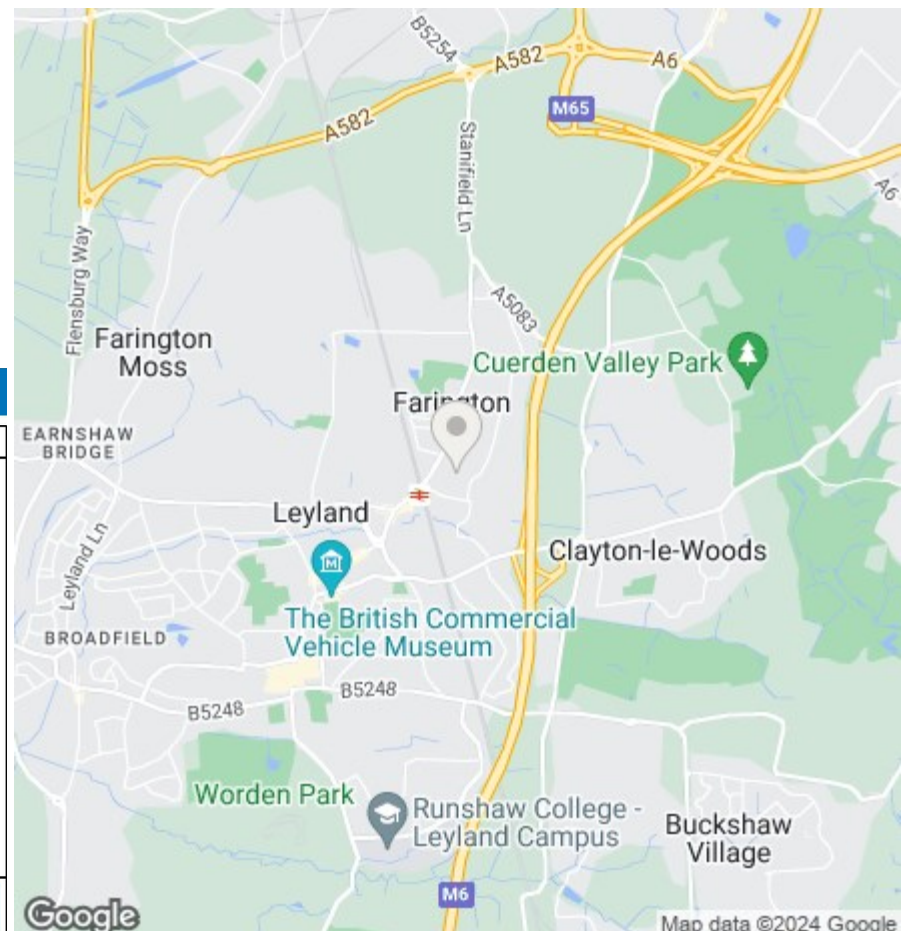 B5254
A582
A6
M65
A582
Stanifield Ln
A6
Flensburg Way
A5083
Farington
Moss
Cuerden Valley Park
Farington
EARNSHAW
BRIDGE
Leyland
Leyland Ln
Clayton-le-Woods
The British Commercial
Vehicle Museum
BROADFIELD
B5248
B5248
Worden Park
Runshaw College -
Leyland Campus
Buckshaw
Village
M6
Google
Map data ©2024 Google